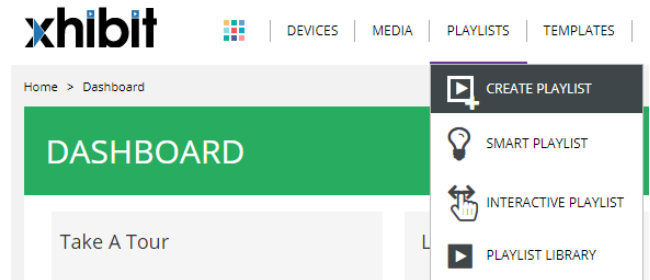 xhibit
DEVICES
MEDIA
PLAYLISTS
TEMPLATES
Home > Dashboard
CREATE PLAYLIST
DASHBOARD
SMART PLAYLIST
INTERACTIVE PLAYLIST
Take A Tour
L
PLAYLIST LIBRARY